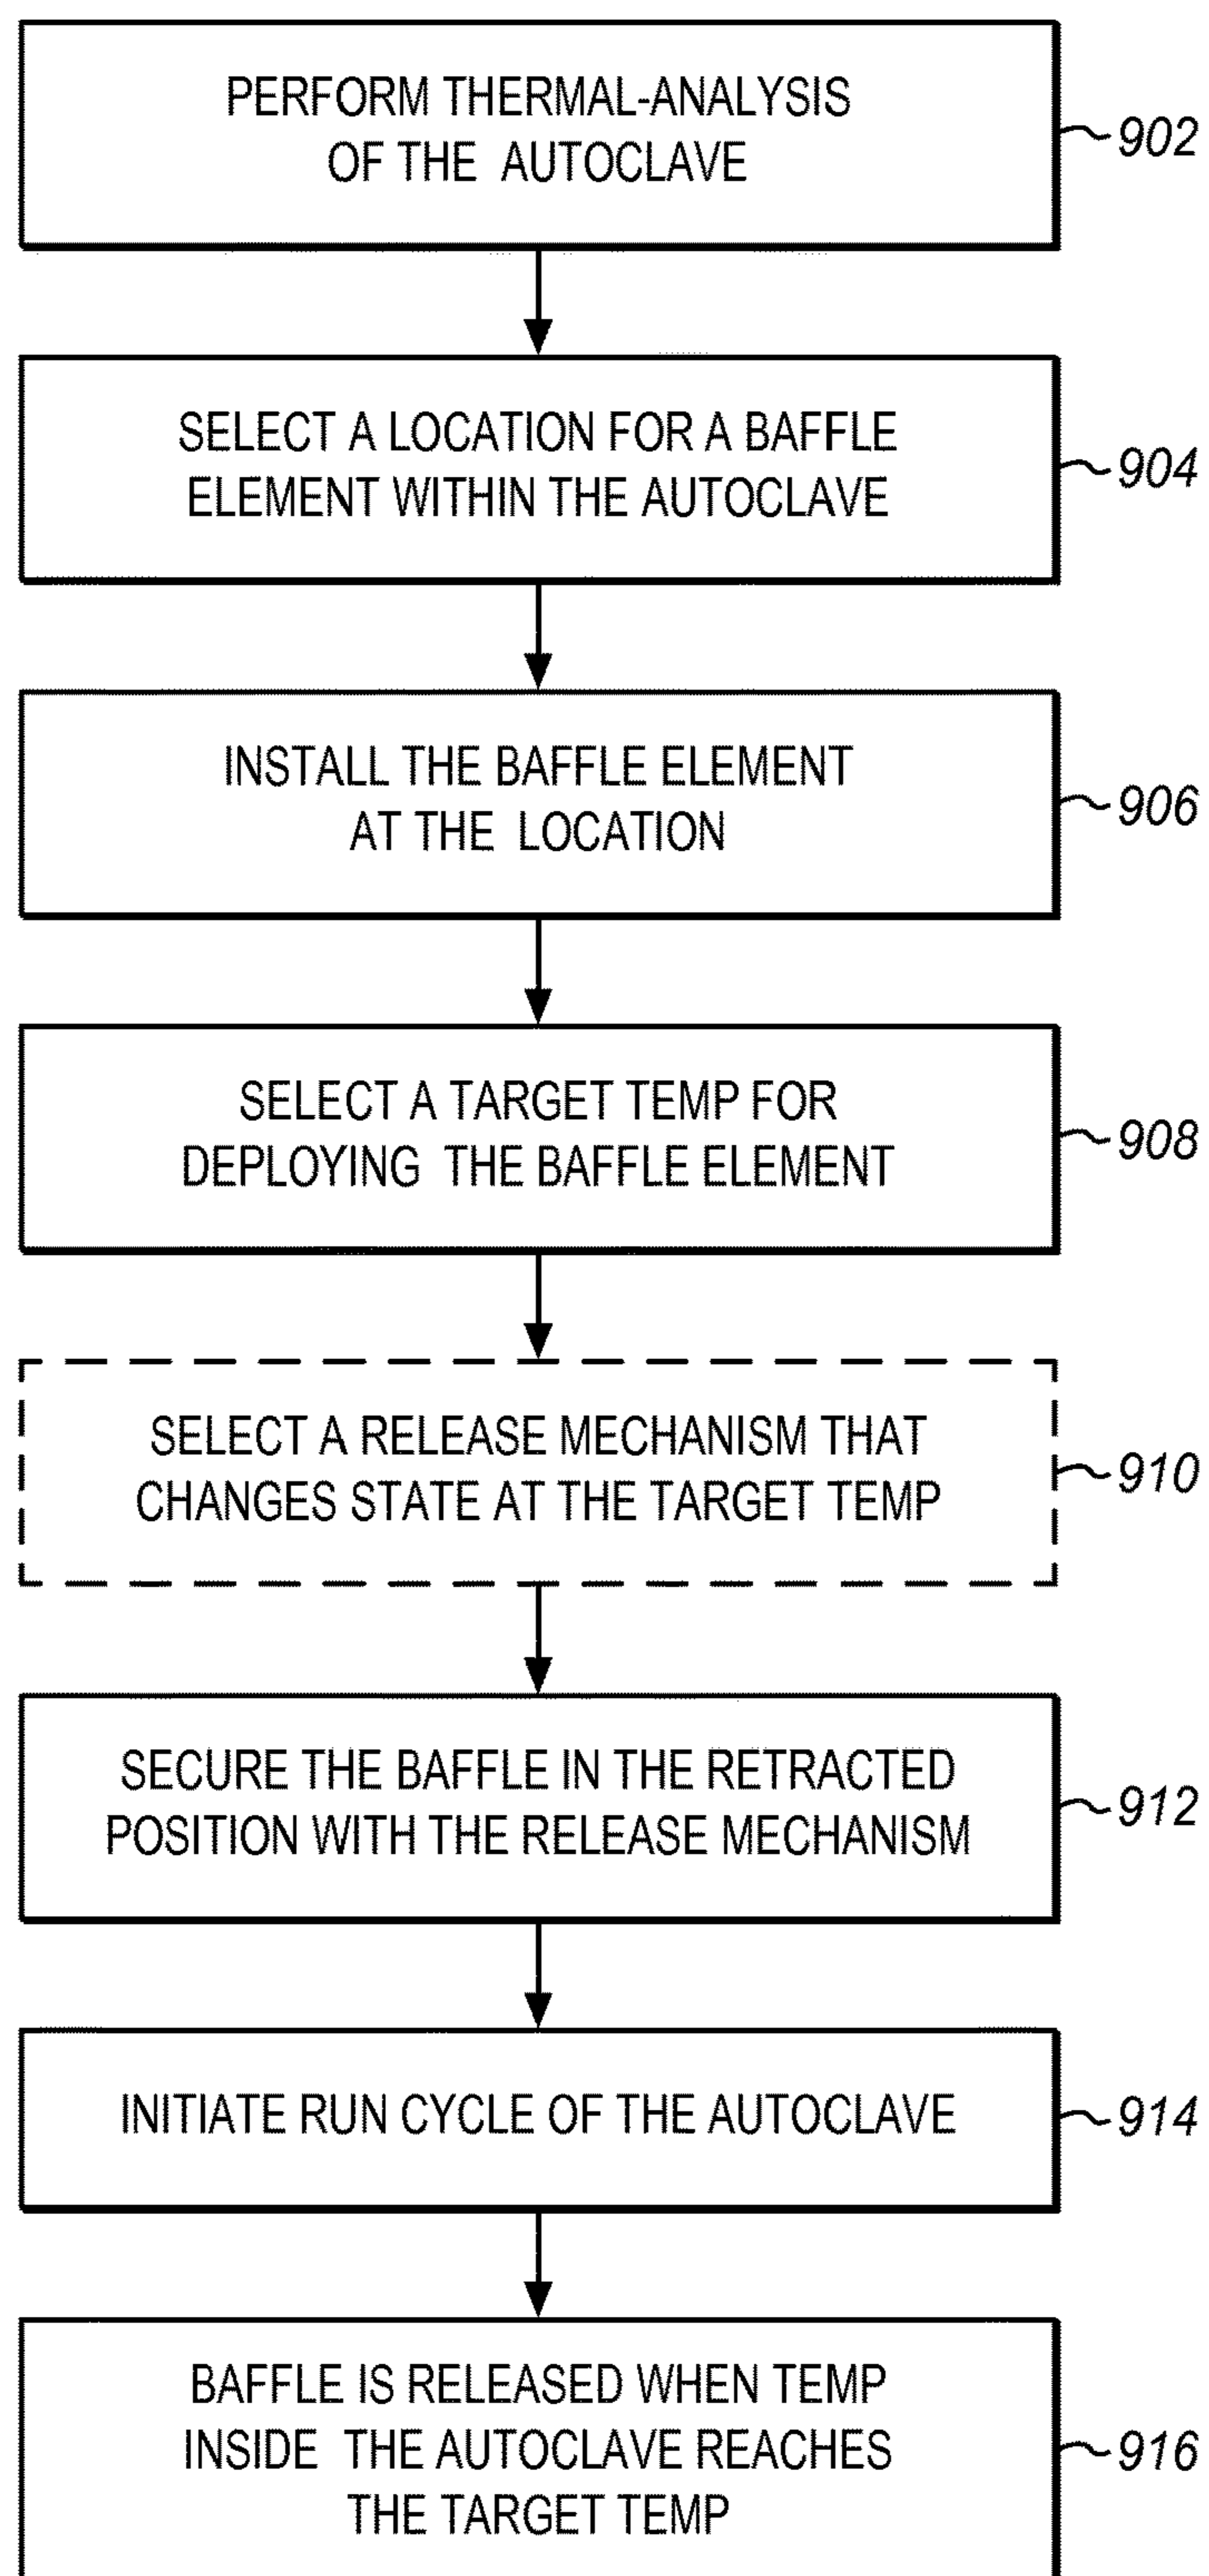 PERFORM THERMAL-ANALYSIS
OF THE AUTOCLAVE
902
SELECT A LOCATION FOR A BAFFLE
ELEMENT WITHIN THE AUTOCLAVE
904
INSTALL THE BAFFLE ELEMENT
AT THE LOCATION
906
SELECT A TARGET TEMP FOR
DEPLOYING THE BAFFLE ELEMENT
908
SELECT A RELEASE MECHANISM THAT
CHANGES STATE AT THE TARGET TEMP
910
SECURE THE BAFFLE IN THE RETRACTED
POSITION WITH THE RELEASE MECHANISM
912
INITIATE RUN CYCLE OF THE AUTOCLAVE
914
BAFFLE IS RELEASED WHEN TEMP
INSIDE THE AUTOCLAVE REACHES
THE TARGET TEMP
916